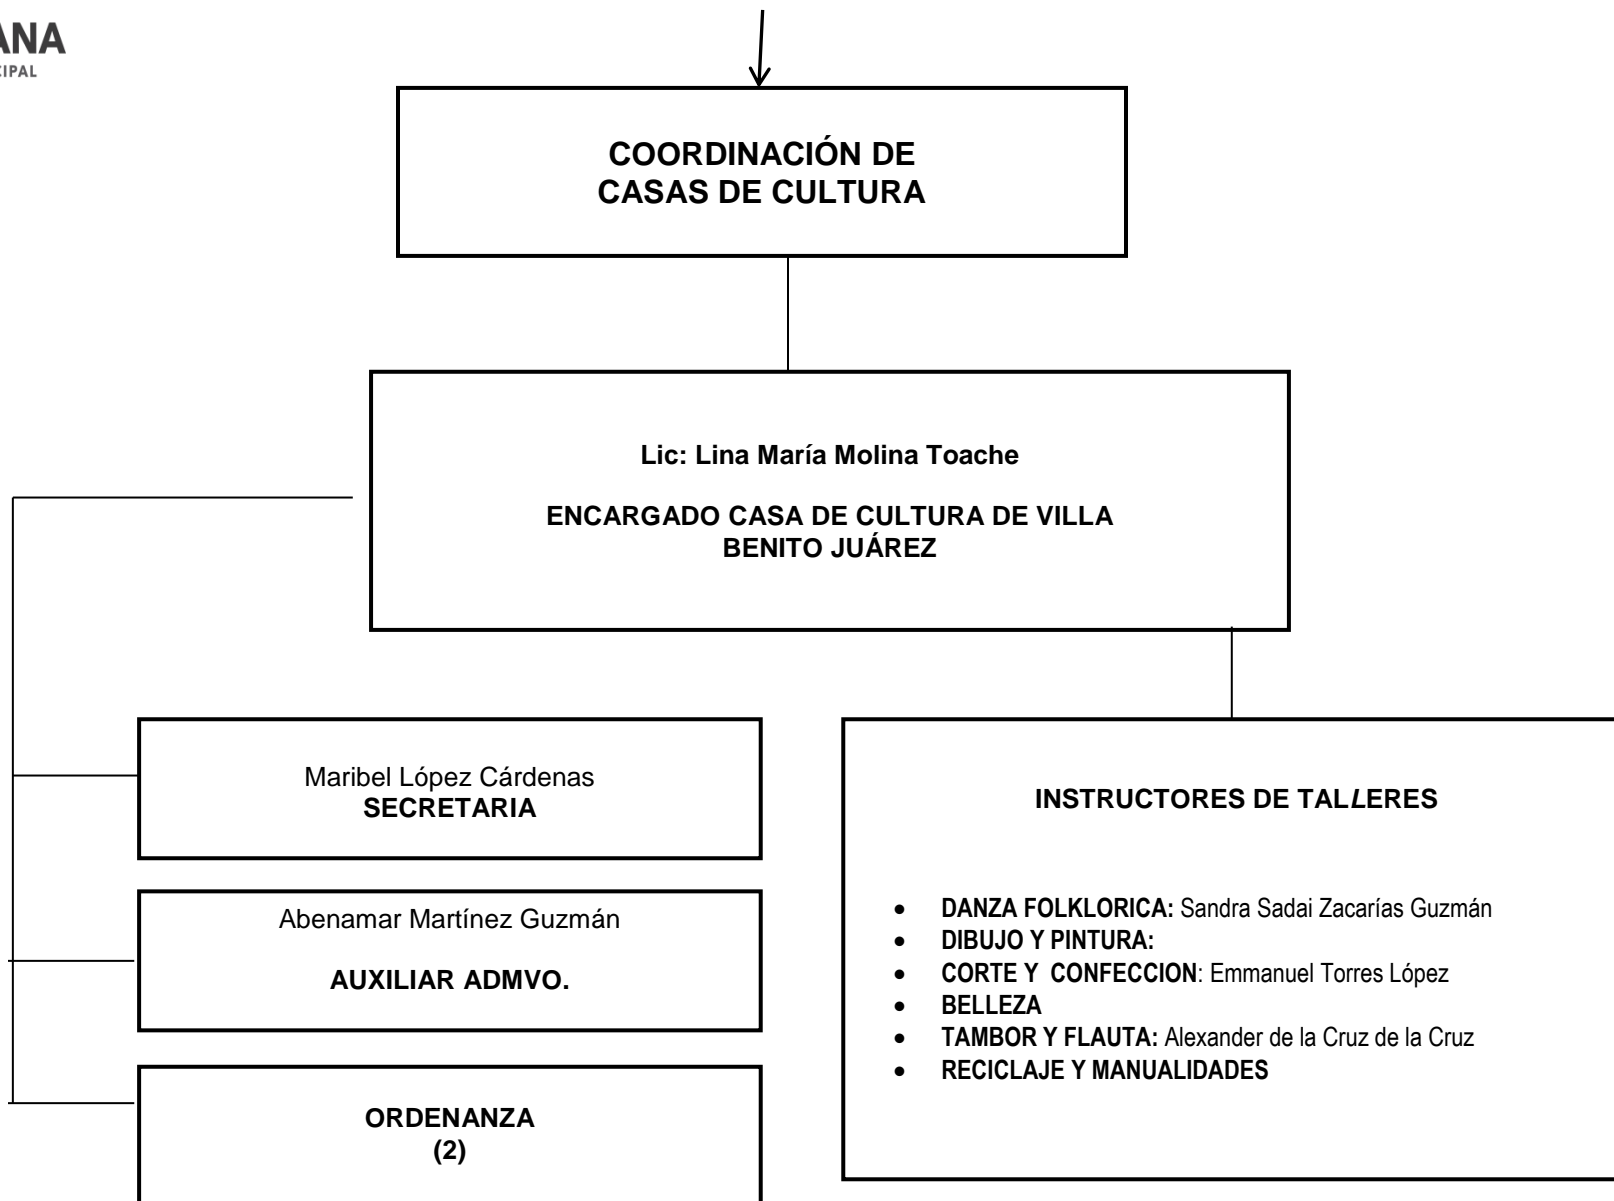 COORDINACIÓN DE
CASAS DE CULTURA
Lic: Lina María Molina Toache
ENCARGADO CASA DE CULTURA DE VILLA
BENITO JUÁREZ
Maribel López Cárdenas
SECRETARIA
Abenamar Martínez Guzmán
AUXILIAR ADMVO.
ORDENANZA
(2)
INSTRUCTORES DE TALLERES
• DANZA FOLKLORICA: Sandra Sadai Zacarías Guzmán
• DIBUJO Y PINTURA:
• CORTE Y  CONFECCION: Emmanuel Torres López
• BELLEZA
• TAMBOR Y FLAUTA: Alexander de la Cruz de la Cruz
• RECICLAJE Y MANUALIDADES